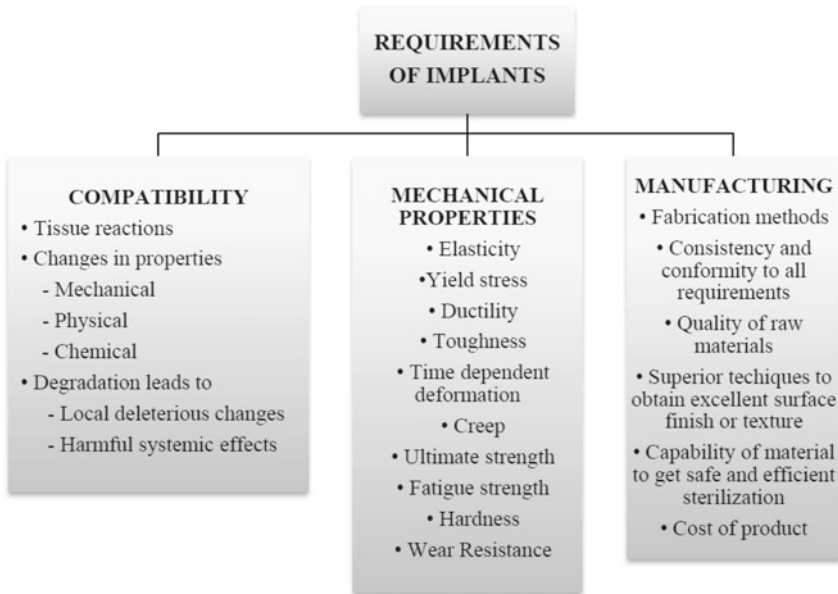 REQUIREMENTS
OF IMPLANTS
COMPATIBILITY
• Tissue reactions
• Changes in properties
- Mechanical
- Physical
- Chemical
• Degradation leads to
- Local deleterious changes
- Harmful systemic effects
MECHANICAL
PROPERTIES
• Elasticity
•Yield stress
• Ductility
• Toughness
• Time dependent
deformation
• Creep
• Ultimate strength
• Fatigue strength
• Hardness
• Wear Resistance
MANUFACTURING
• Fabrication methods
• Consistency and
conformity to all
requirements
• Quality of raw
materials
• Superior techiques to
obtain excellent surface
finish or texture
• Capability of material
to get safe and efficient
sterilization
• Cost of product